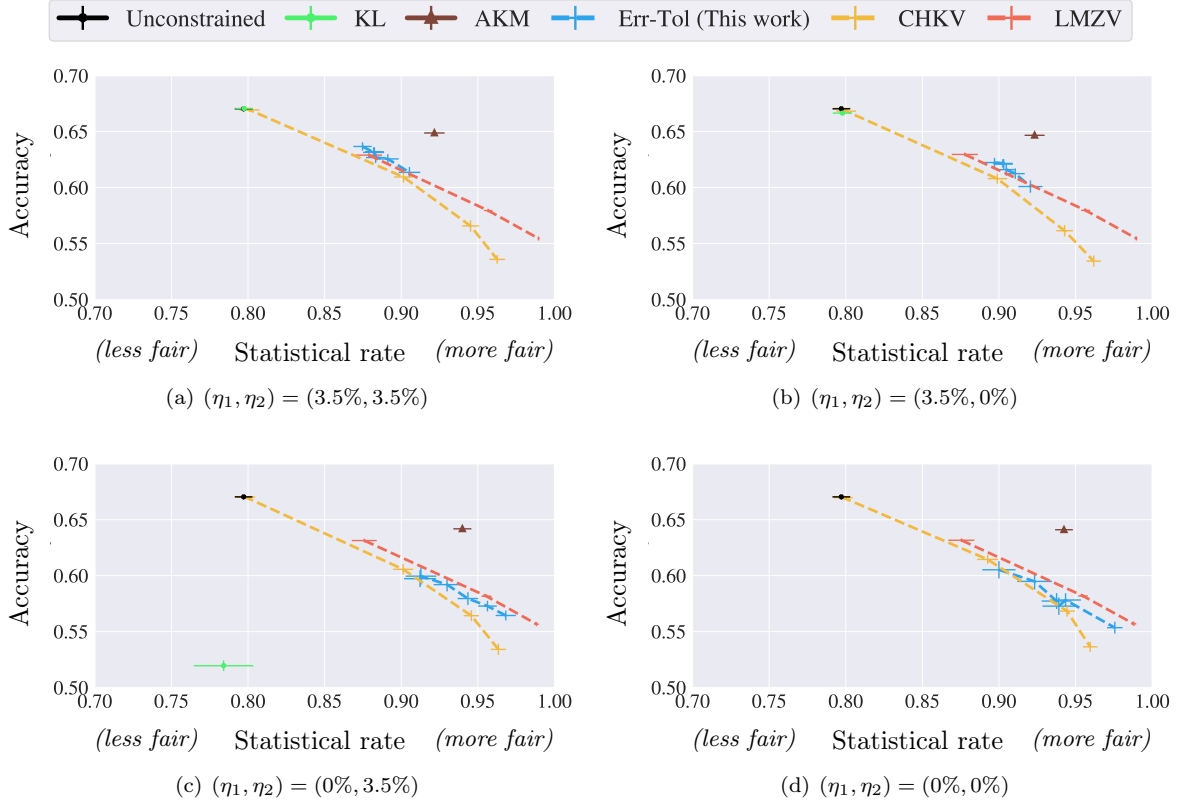 Unconstrained KL AKM Err-Tol (This work) CHKV LMZV
0.70 0.70
0.65 0.65
0.60 0.60
0.55 0.55
0.50 0.50
Accuracy Accuracy
0.70 0.75 0.80 0.85 0.90 0.95 1.00 0.70 0.75 0.80 0.85 0.90 0.95 1.00
(less fair) Statistical rate (more fair) (less fair) Statistical rate (more fair)
(a) (η₁, η₂) = (3.5%, 3.5%) (b) (η₁, η₂) = (3.5%, 0%)
0.70 0.70
0.65 0.65
0.60 0.60
0.55 0.55
0.50 0.50
Accuracy Accuracy
0.70 0.75 0.80 0.85 0.90 0.95 1.00 0.70 0.75 0.80 0.85 0.90 0.95 1.00
(less fair) Statistical rate (more fair) (less fair) Statistical rate (more fair)
(c) (η₁, η₂) = (0%, 3.5%) (d) (η₁, η₂) = (0%, 0%)